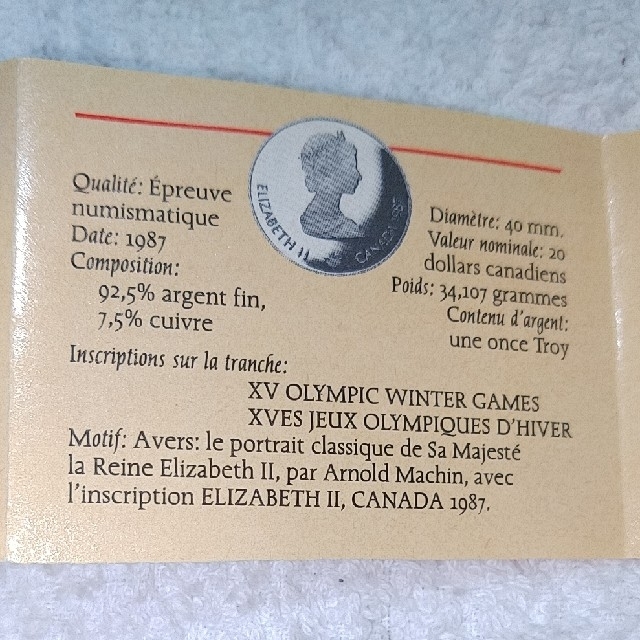 ELIZABETH II
CANADA 1987
Qualité: Épreuve
numismatique
Date: 1987
Composition:
92,5% argent fin,
7,5% cuivre
Diamètre: 40 mm.
Valeur nominale: 20
dollars canadiens
Poids: 34,107 grammes
Contenu d'argent:
une once Troy
Inscriptions sur la tranche:
XV OLYMPIC WINTER GAMES
XVES JEUX OLYMPIQUES D'HIVER
Motif: Avers: le portrait classique de Sa Majesté
la Reine Elizabeth II, par Arnold Machin, avec
l'inscription ELIZABETH II, CANADA 1987.